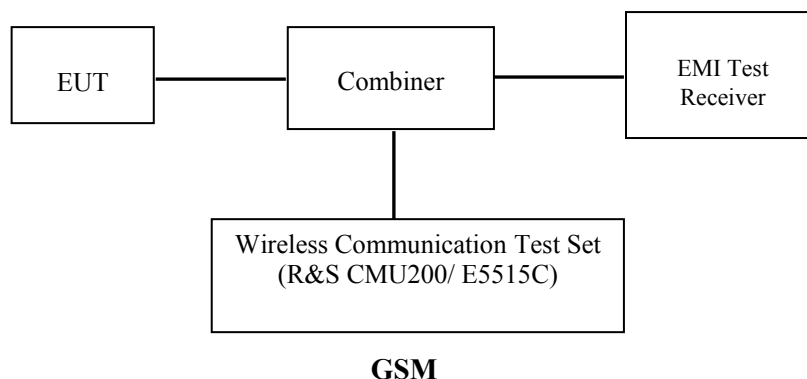 EUT
Combiner
EMI Test
Receiver
Wireless Communication Test Set
(R&S CMU200/ E5515C)
GSM